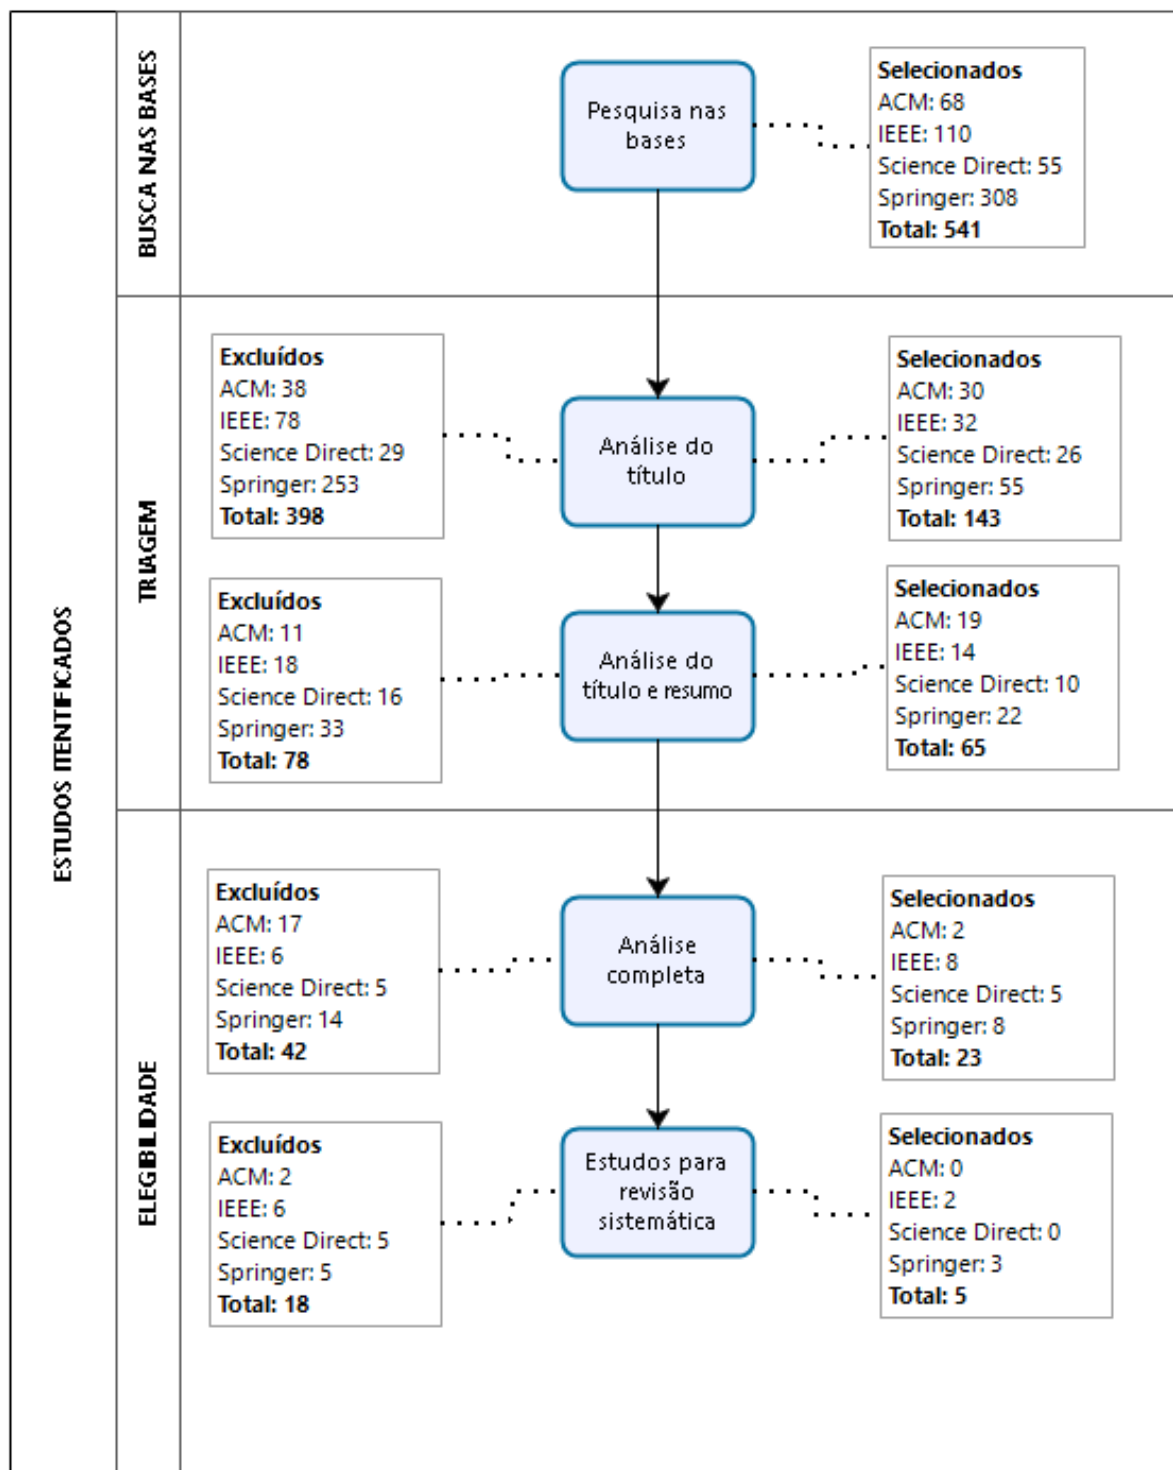 ESTUDOS ITENTIFICADOS
BUSCA NAS BASES
Pesquisa nas
bases
Selecionados
ACM: 68
IEEE: 110
Science Direct: 55
Springer: 308
Total: 541
TRIAGEM
Excluídos
ACM: 38
IEEE: 78
Science Direct: 29
Springer: 253
Total: 398
Análise do
título
Selecionados
ACM: 30
IEEE: 32
Science Direct: 26
Springer: 55
Total: 143
Excluídos
ACM: 11
IEEE: 18
Science Direct: 16
Springer: 33
Total: 78
Análise do
título e resumo
Selecionados
ACM: 19
IEEE: 14
Science Direct: 10
Springer: 22
Total: 65
ELEGIBILIDADE
Excluídos
ACM: 17
IEEE: 6
Science Direct: 5
Springer: 14
Total: 42
Análise
completa
Selecionados
ACM: 2
IEEE: 8
Science Direct: 5
Springer: 8
Total: 23
Excluídos
ACM: 2
IEEE: 6
Science Direct: 5
Springer: 5
Total: 18
Estudos para
revisão
sistemática
Selecionados
ACM: 0
IEEE: 2
Science Direct: 0
Springer: 3
Total: 5